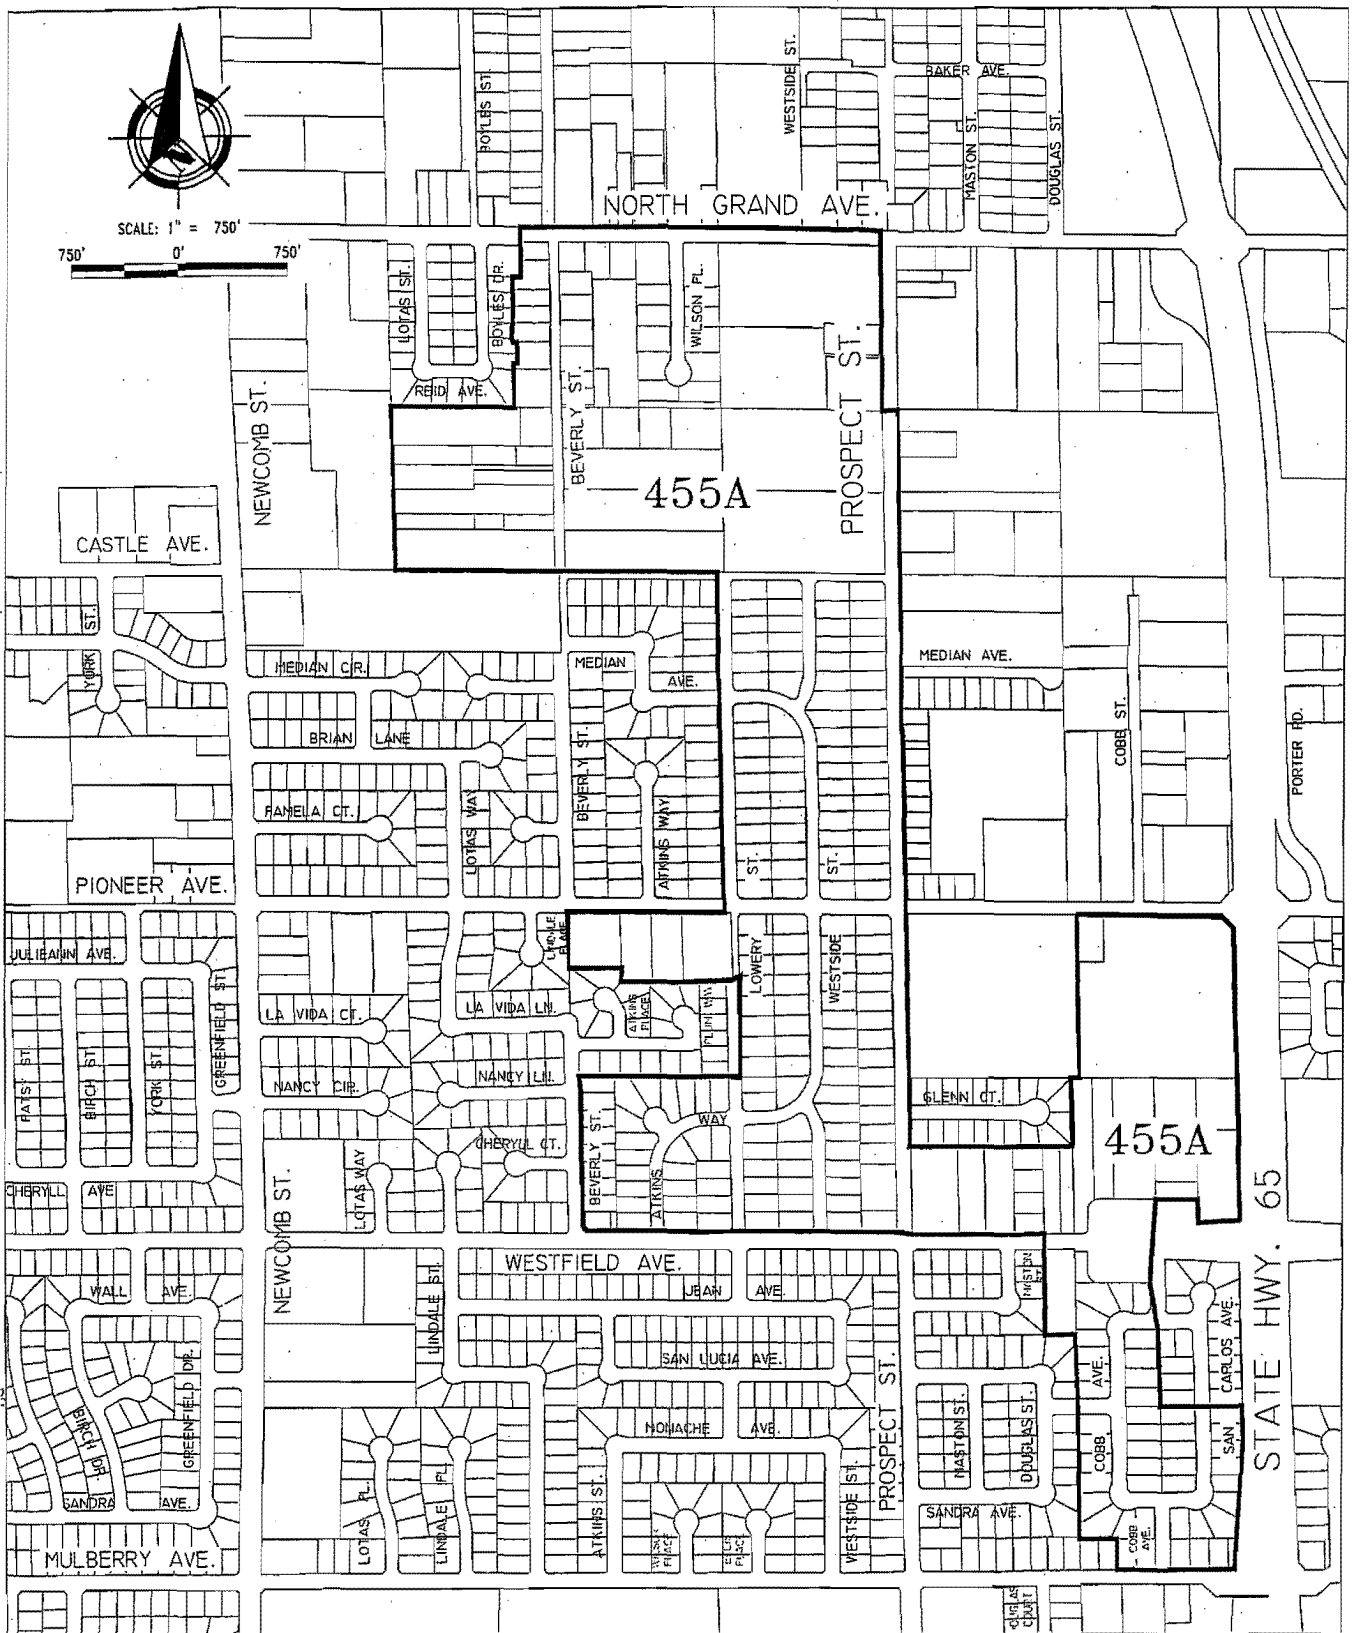 BAKER AVE.
WESTSIDE ST.
BOYLES ST.
MASTON ST.
DOUGLAS ST.
NORTH GRAND AVE.
SCALE: 1" = 750'
750' 0' 750'
LOTAS ST.
BOYLES DR.
WILSON PL.
REID AVE.
NEWCOMB ST.
BEVERLY ST.
PROSPECT ST.
455A
CASTLE AVE.
YORK ST.
MEDIAN CIR.
MEDIAN AVE.
MEDIAN AVE.
BRIAN LANE
BEVERLY ST.
COBB ST.
PORTER RD.
PAMELA CT.
LOTAS WAY
ATKINS WAY
ST.
ST.
PIONEER AVE.
JULIEANN AVE.
LINDALE PLACE
LOWERY
WESTSIDE
GREENFIELD ST.
LA VIDA CT.
LA VIDA LN.
ATKINS PLACE
PATSY ST.
BIRCH ST.
YORK ST.
NANCY CIR.
NANCY LN.
GLENN CT.
BEVERLY ST.
WAY
ATKINS
CHERYLL CT.
455A
CHERYLL AVE
LOTAS WAY
NEWCOMB ST.
STATE HWY. 65
WESTFIELD AVE.
WALL AVE.
JEAN AVE.
MASTON ST.
LINDALE ST.
SAN LUCIA AVE.
SAN CARLOS AVE.
COBB AVE.
GREENFIELD DR.
BIRCH DR.
PROSPECT ST.
MONACHE AVE.
MASTON ST.
DOUGLAS ST.
SANDRA AVE.
LOTAS PL.
LINDALE PL.
ATKINS ST.
WESTSIDE ST.
SANDRA AVE.
COBB AVE.
MULBERRY AVE.
DOUGLAS COURT